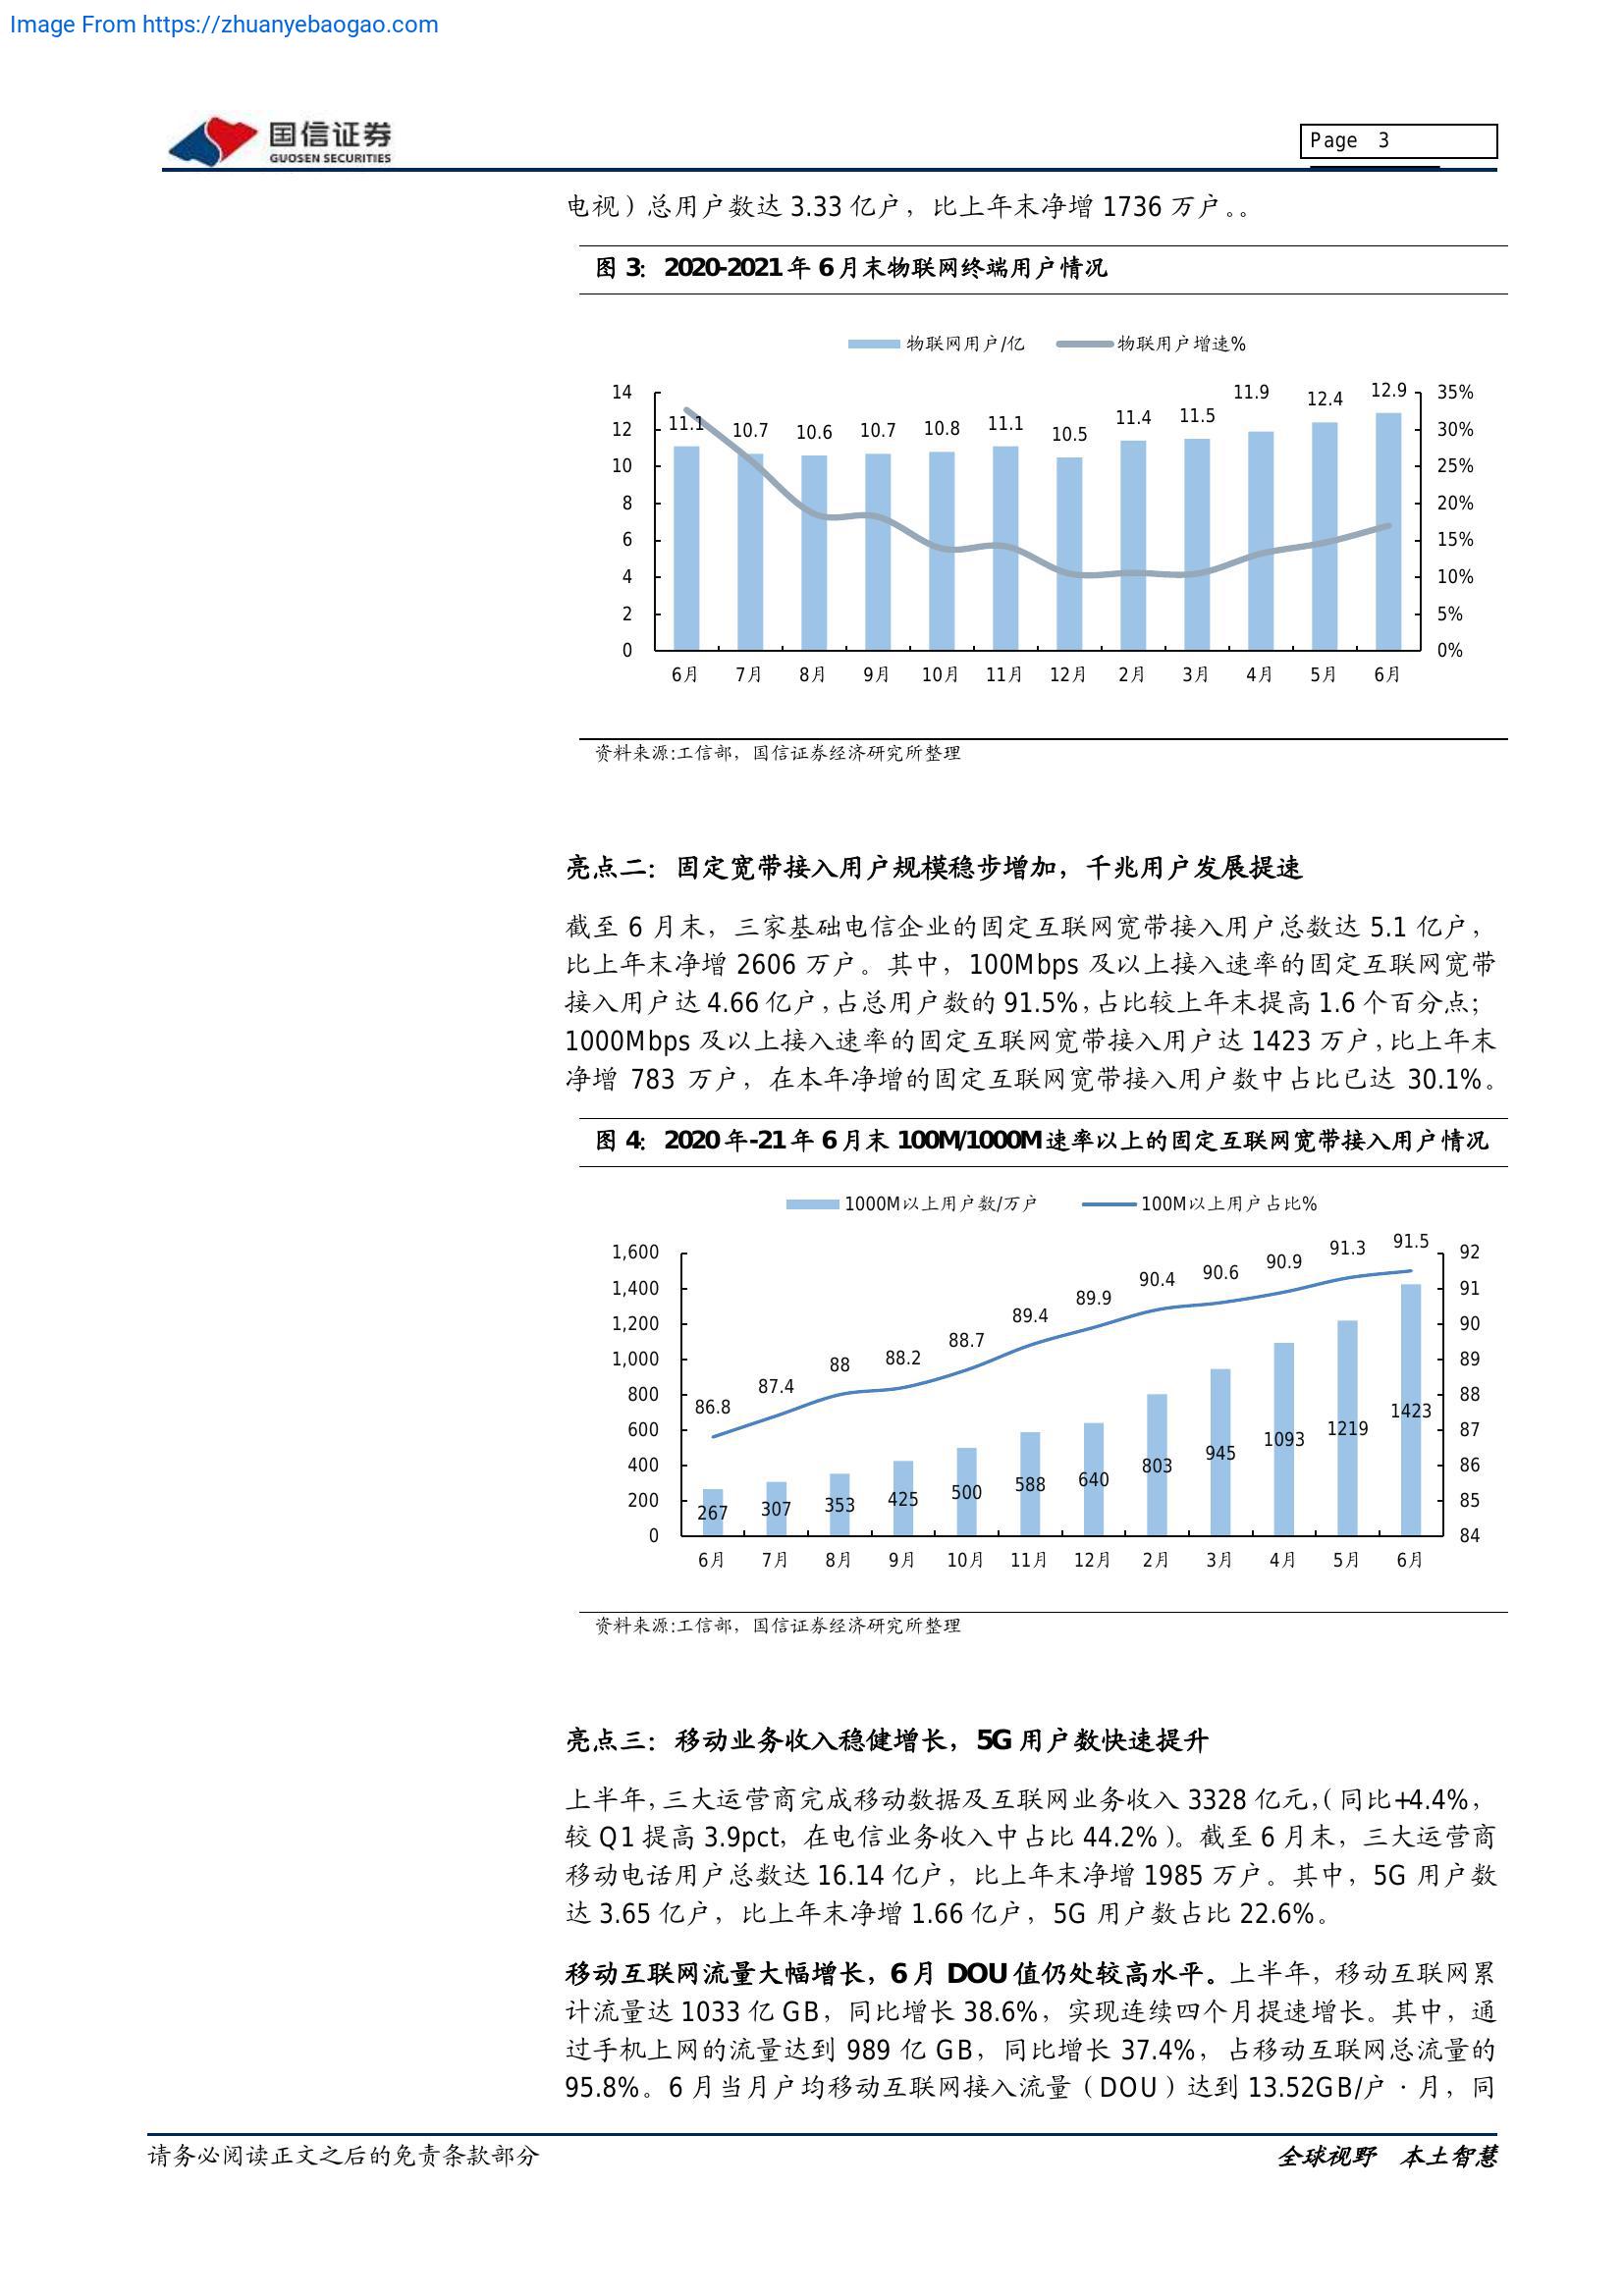 Image From https://zhuanyebaogao.com
国信证券
GUOSEN SECURITIES
Page 3
电视）总用户数达 3.33 亿户，比上年末净增 1736 万户。。
图 3：2020-2021 年 6 月末物联网终端用户情况
物联网用户/亿 物联用户增速%
14 12 10 8 6 4 2 0
11.1 10.7 10.6 10.7 10.8 11.1 10.5 11.4 11.5 11.9 12.4 12.9
35% 30% 25% 20% 15% 10% 5% 0%
6月 7月 8月 9月 10月 11月 12月 2月 3月 4月 5月 6月
资料来源:工信部，国信证券经济研究所整理
亮点二：固定宽带接入用户规模稳步增加，千兆用户发展提速
截至 6 月末，三家基础电信企业的固定互联网宽带接入用户总数达 5.1 亿户，
比上年末净增 2606 万户。其中，100Mbps 及以上接入速率的固定互联网宽带
接入用户达 4.66 亿户，占总用户数的 91.5%，占比较上年末提高 1.6 个百分点；
1000Mbps 及以上接入速率的固定互联网宽带接入用户达 1423 万户，比上年末
净增 783 万户，在本年净增的固定互联网宽带接入用户数中占比已达 30.1%。
图 4：2020 年-21 年 6 月末 100M/1000M 速率以上的固定互联网宽带接入用户情况
1000M以上用户数/万户 100M以上用户占比%
1,600 1,400 1,200 1,000 800 600 400 200 0
86.8 87.4 88 88.2 88.7 89.4 89.9 90.4 90.6 90.9 91.3 91.5
267 307 353 425 500 588 640 803 945 1093 1219 1423
92 91 90 89 88 87 86 85 84
6月 7月 8月 9月 10月 11月 12月 2月 3月 4月 5月 6月
资料来源:工信部，国信证券经济研究所整理
亮点三：移动业务收入稳健增长，5G 用户数快速提升
上半年，三大运营商完成移动数据及互联网业务收入 3328 亿元，（同比+4.4%，
较 Q1 提高 3.9pct，在电信业务收入中占比 44.2%）。截至 6 月末，三大运营商
移动电话用户总数达 16.14 亿户，比上年末净增 1985 万户。其中，5G 用户数
达 3.65 亿户，比上年末净增 1.66 亿户，5G 用户数占比 22.6%。
移动互联网流量大幅增长，6 月 DOU 值仍处较高水平。上半年，移动互联网累
计流量达 1033 亿 GB，同比增长 38.6%，实现连续四个月提速增长。其中，通
过手机上网的流量达到 989 亿 GB，同比增长 37.4%，占移动互联网总流量的
95.8%。6 月当月户均移动互联网接入流量（DOU）达到 13.52GB/户·月，同
请务必阅读正文之后的免责条款部分
全球视野 本土智慧